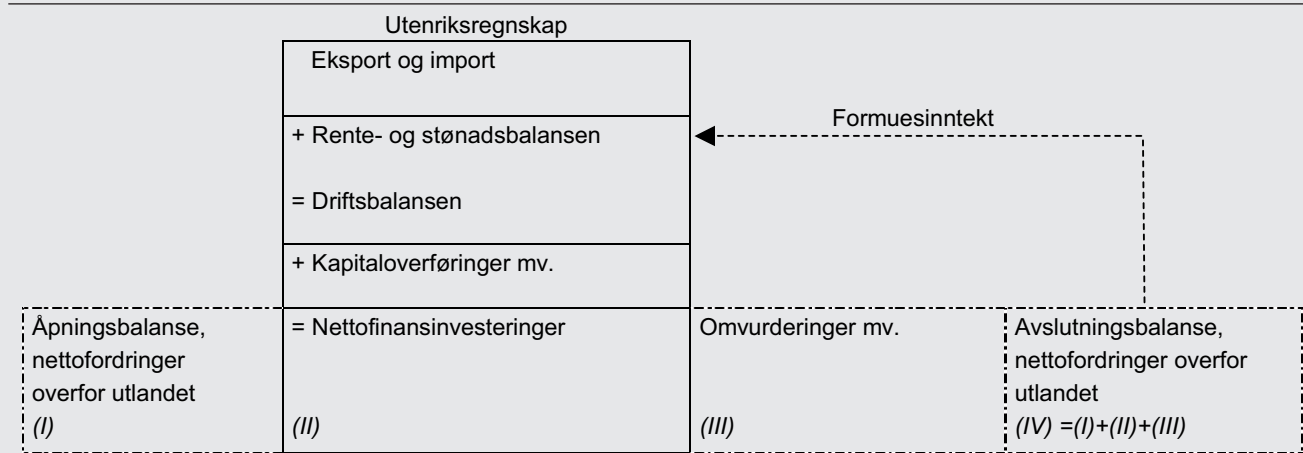 Utenriksregnskap
Eksport og import
+ Rente- og stønadsbalansen
Formuesinntekt
= Driftsbalansen
+ Kapitaloverføringer mv.
Åpningsbalanse,
nettofordringer
overfor utlandet
(I)
= Nettofinansinvesteringer
(II)
Omvurderinger mv.
(III)
Avslutningsbalanse,
nettofordringer overfor
utlandet
(IV) =(I)+(II)+(III)